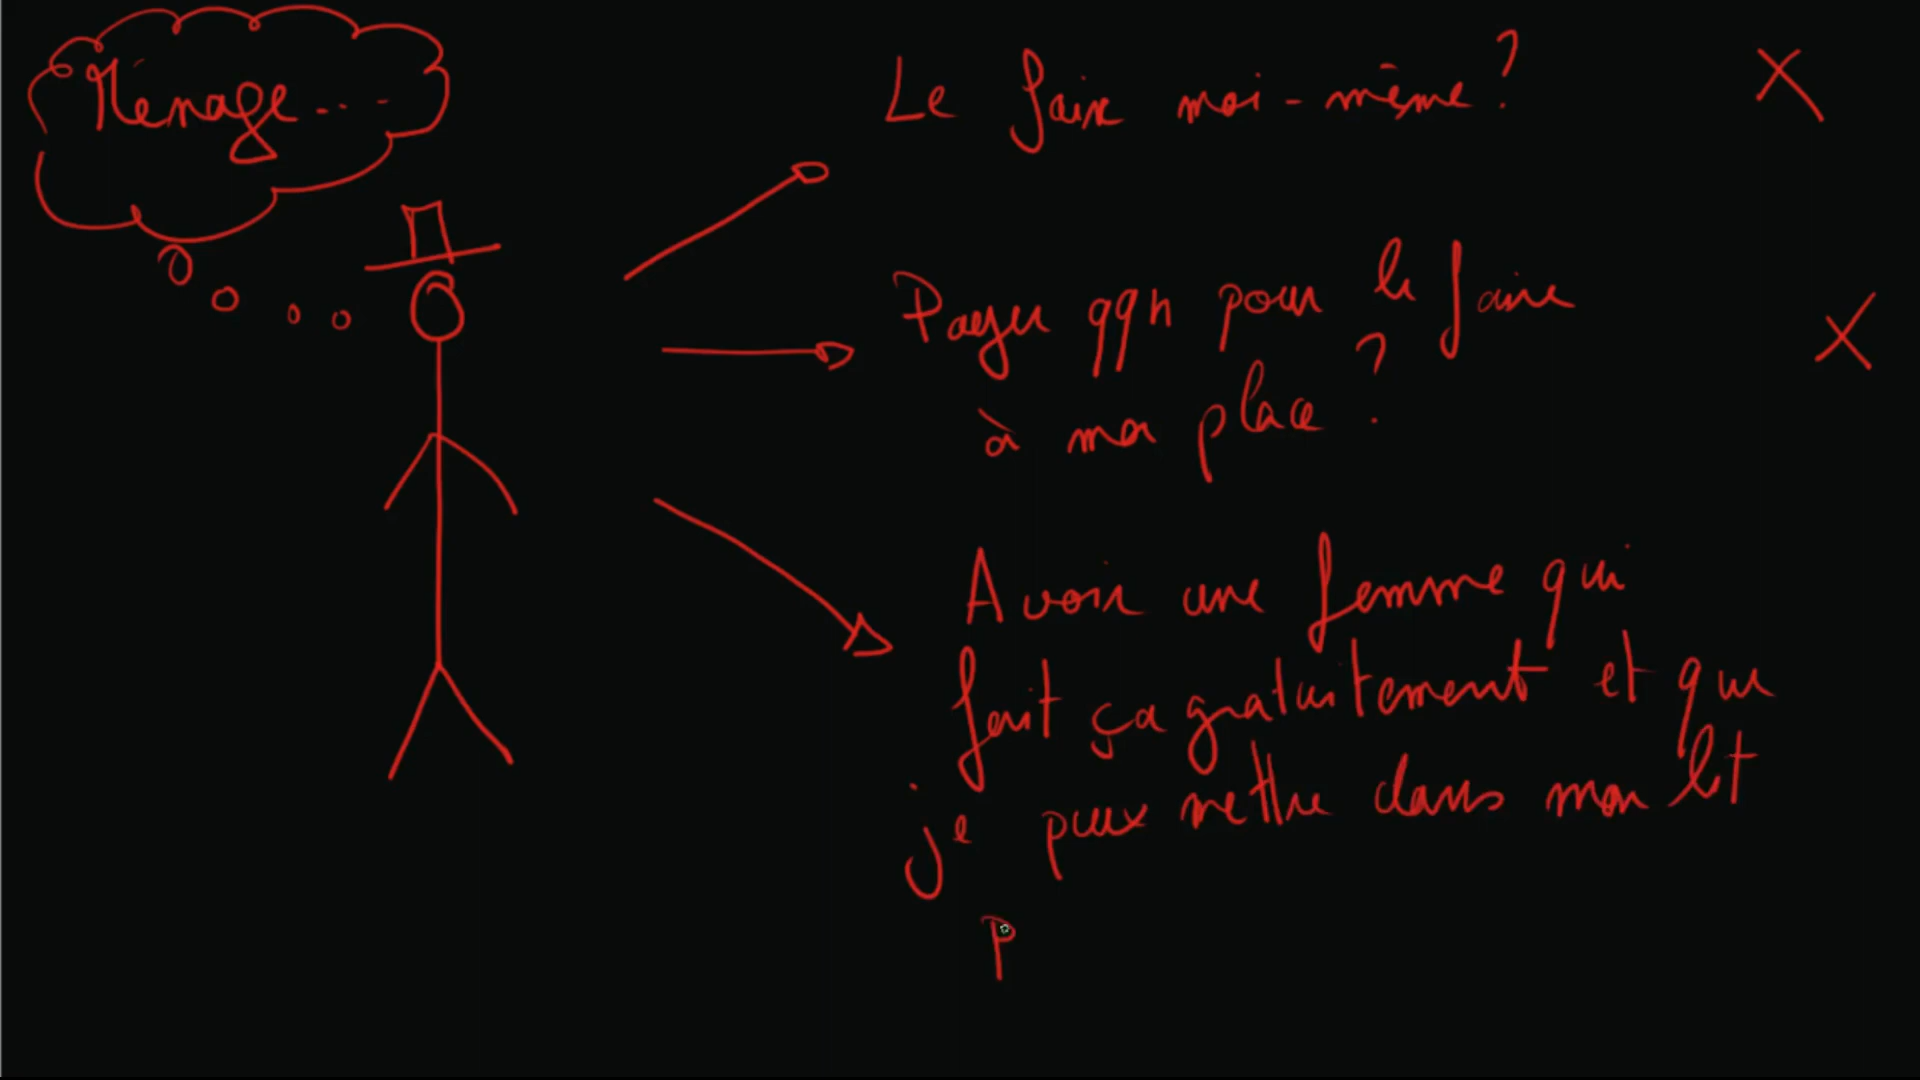 Ménage...
Le faire moi-même ?
Payer qqn pour le faire
à ma place ?
Avoir une femme qui
fait ça gratuitement et que
je peux mettre dans mon lit
P